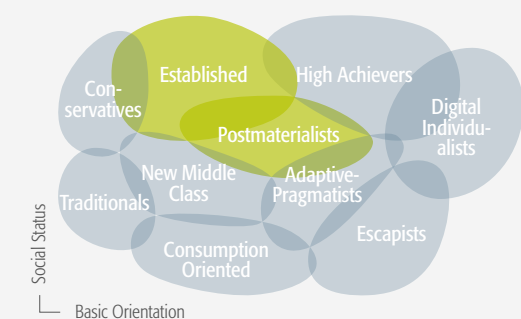 Established
High Achievers
Con-
servatives
Digital
Individu-
alists
Postmaterialists
New Middle
Class
Adaptive-
Pragmatists
Traditionals
Escapists
Consumption
Oriented
Social Status
Basic Orientation